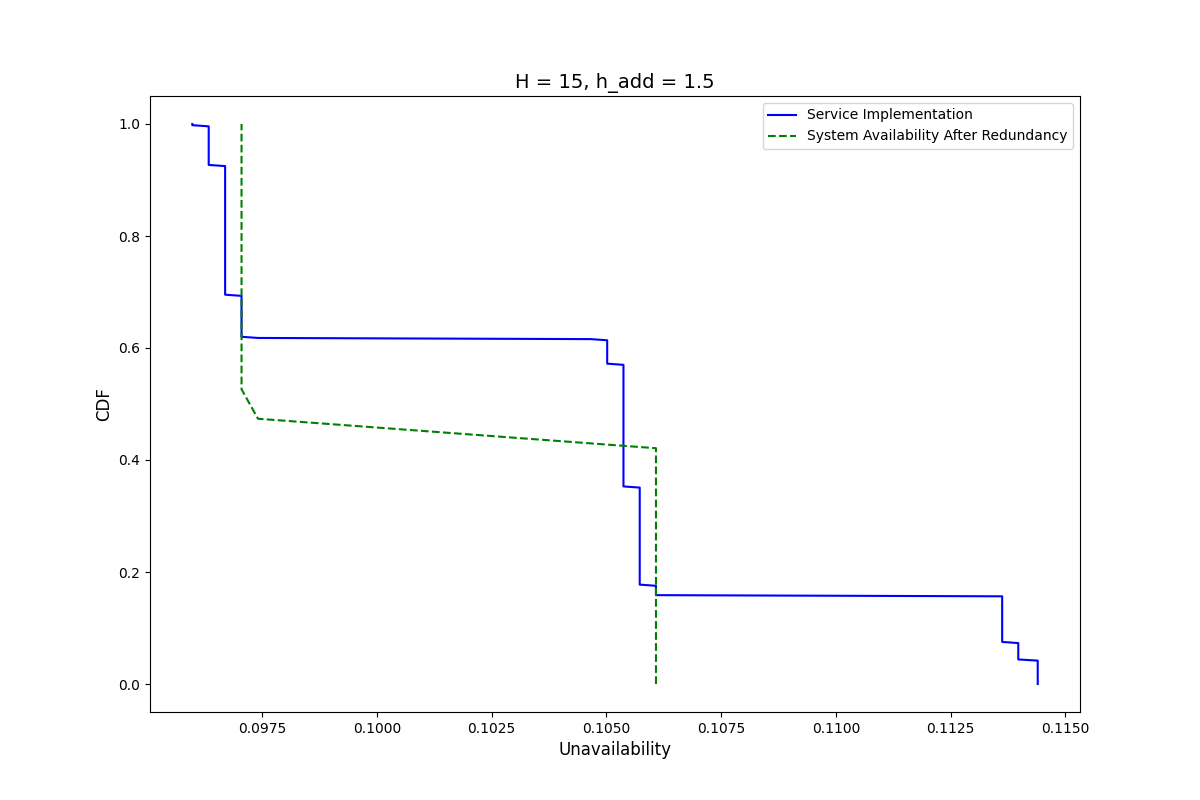 H = 15, h_add = 1.5
Service Implementation
System Availability After Redundancy
1.0
0.8
0.6
0.4
0.2
0.0
CDF
0.0975
0.1000
0.1025
0.1050
0.1075
0.1100
0.1125
0.1150
Unavailability